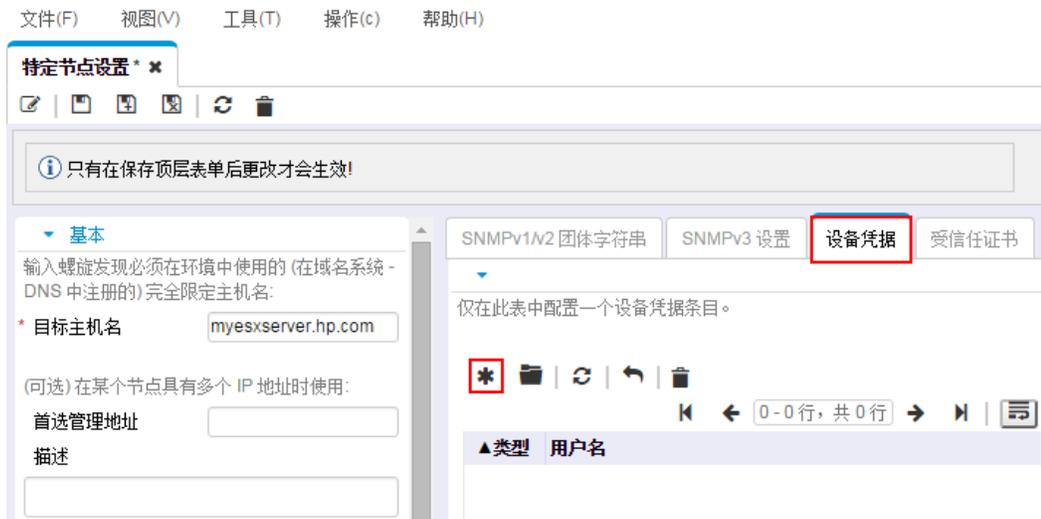 文件(F) 视图(V) 工具(T) 操作(c) 帮助(H)
特定节点设置* ✖
只有在保存顶层表单后更改才会生效!
基本
输入螺旋发现必须在环境中使用的 (在域名系统 -
DNS 中注册的) 完全限定主机名:
* 目标主机名 myesxserver.hp.com
(可选) 在某个节点具有多个 IP 地址时使用:
首选管理地址
描述
SNMPv1/v2 团体字符串 SNMPv3 设置 设备凭据 受信任证书
仅在此表中配置一个设备凭据条目。
0 - 0 行，共 0 行
▲类型 用户名